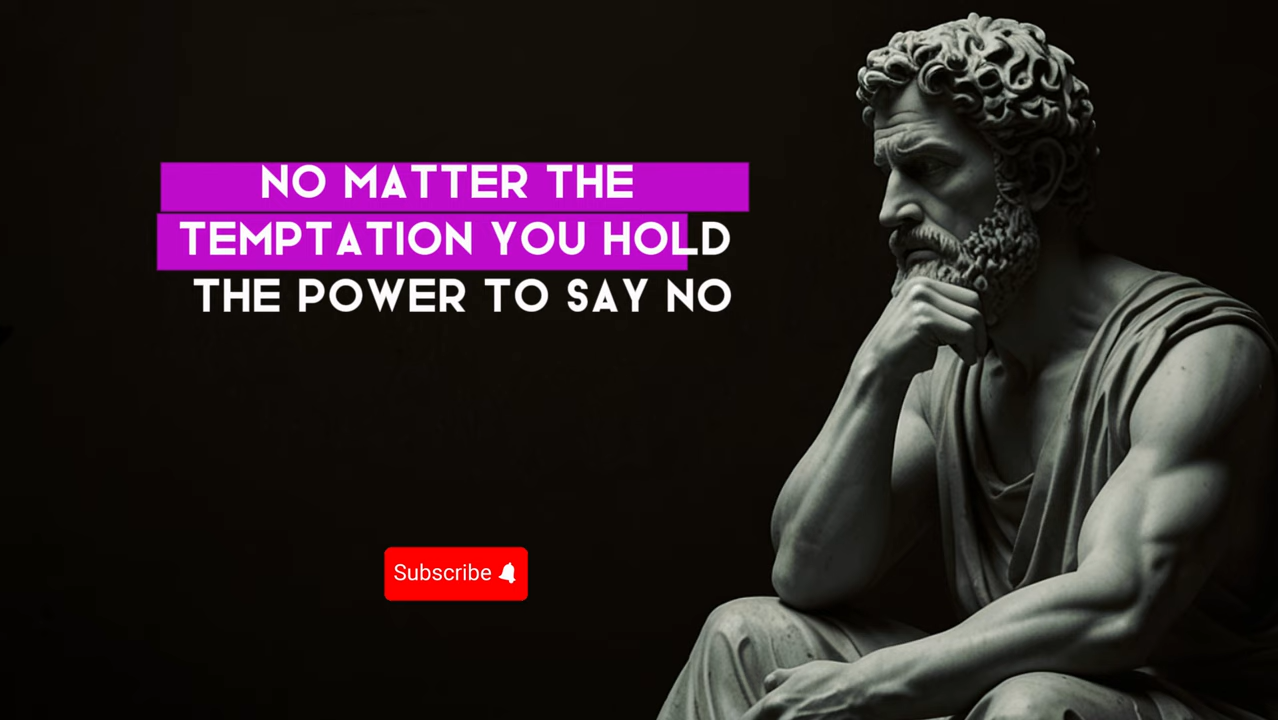 NO MATTER THE
TEMPTATION YOU HOLD
THE POWER TO SAY NO
Subscribe